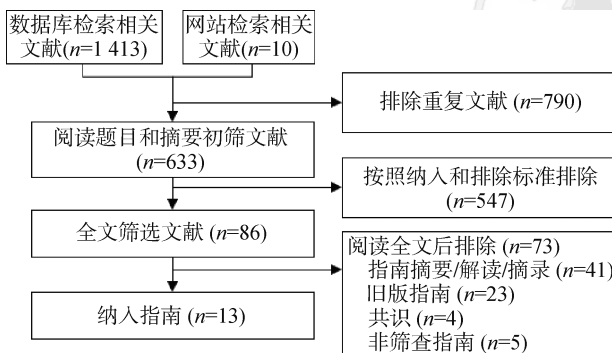 数据库检索相关
文献(n=1 413)
网站检索相关
文献(n=10)
排除重复文献 (n=790)
阅读题目和摘要初筛文献
(n=633)
按照纳入和排除标准排除
(n=547)
全文筛选文献 (n=86)
阅读全文后排除 (n=73)
指南摘要/解读/摘录 (n=41)
旧版指南 (n=23)
共识 (n=4)
非筛查指南 (n=5)
纳入指南 (n=13)